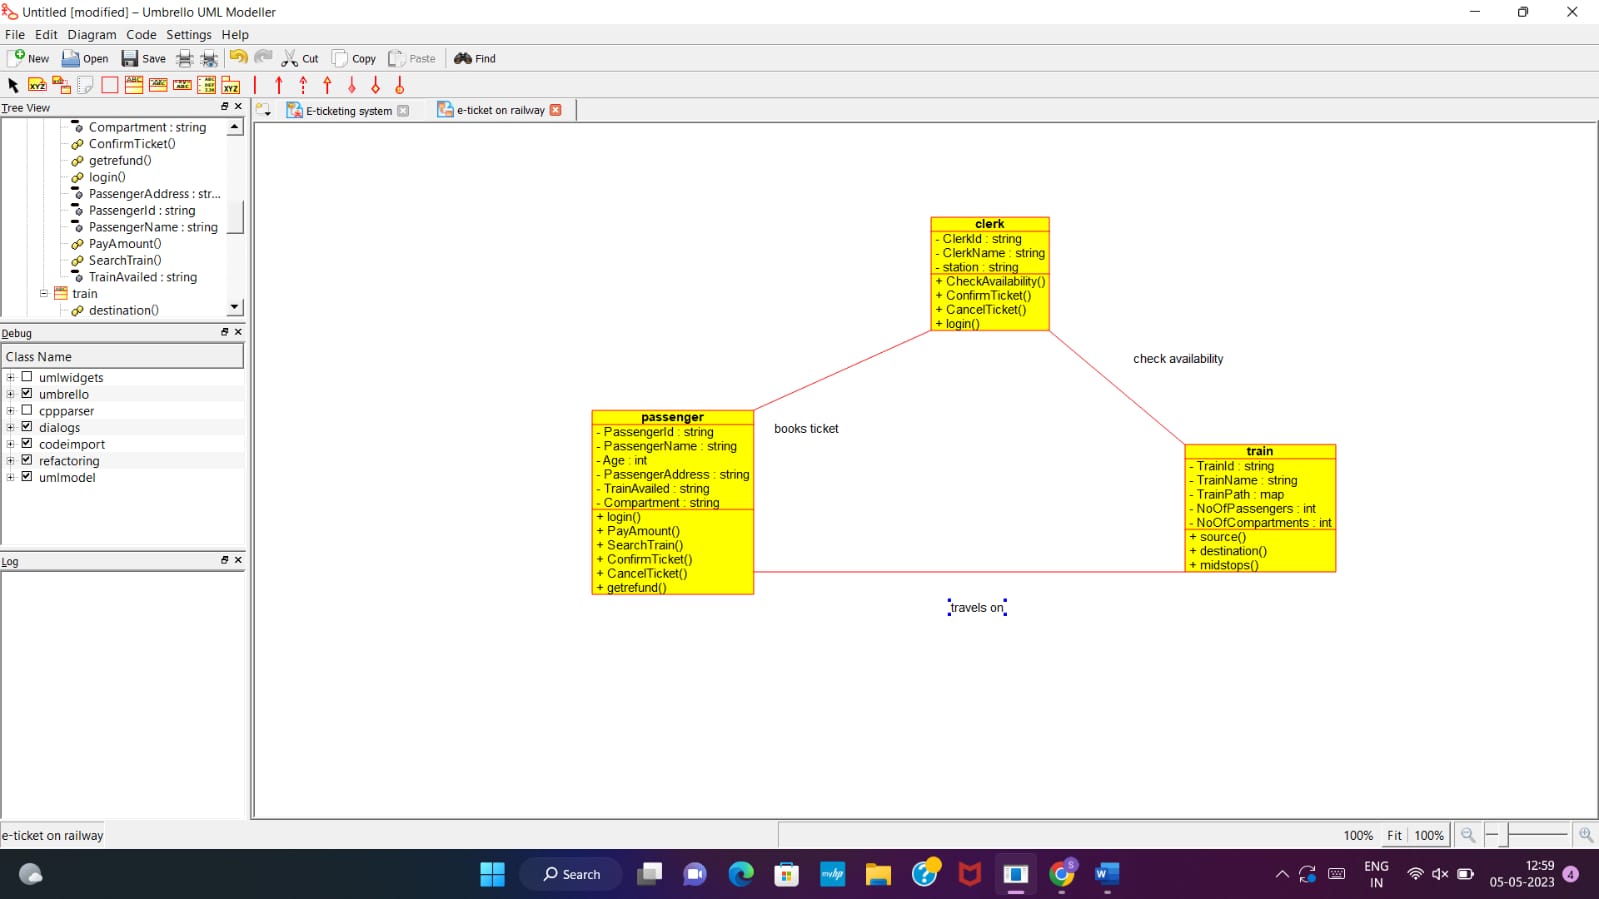 Untitled [modified] – Umbrello UML Modeller
File Edit Diagram Code Settings Help
New Open Save Cut Copy Paste Find
Tree View
E-ticketing system
e-ticket on railway
Compartment : string
ConfirmTicket()
getrefund()
login()
PassengerAddress : str...
PassengerId : string
PassengerName : string
PayAmount()
SearchTrain()
TrainAvailed : string
train
destination()
Debug
Class Name
umlwidgets
umbrello
cppparser
dialogs
codeimport
refactoring
umlmodel
Log
clerk
- ClerkId : string
- ClerkName : string
- station : string
+ CheckAvailability()
+ ConfirmTicket()
+ CancelTicket()
+ login()
check availability
books ticket
passenger
- PassengerId : string
- PassengerName : string
- Age : int
- PassengerAddress : string
- TrainAvailed : string
- Compartment : string
+ login()
+ PayAmount()
+ SearchTrain()
+ ConfirmTicket()
+ CancelTicket()
+ getrefund()
train
- TrainId : string
- TrainName : string
- TrainPath : map
- NoOfPassengers : int
- NoOfCompartments : int
+ source()
+ destination()
+ midstops()
travels on
e-ticket on railway
100% Fit 100%
Search
ENG
IN
12:59
05-05-2023
4